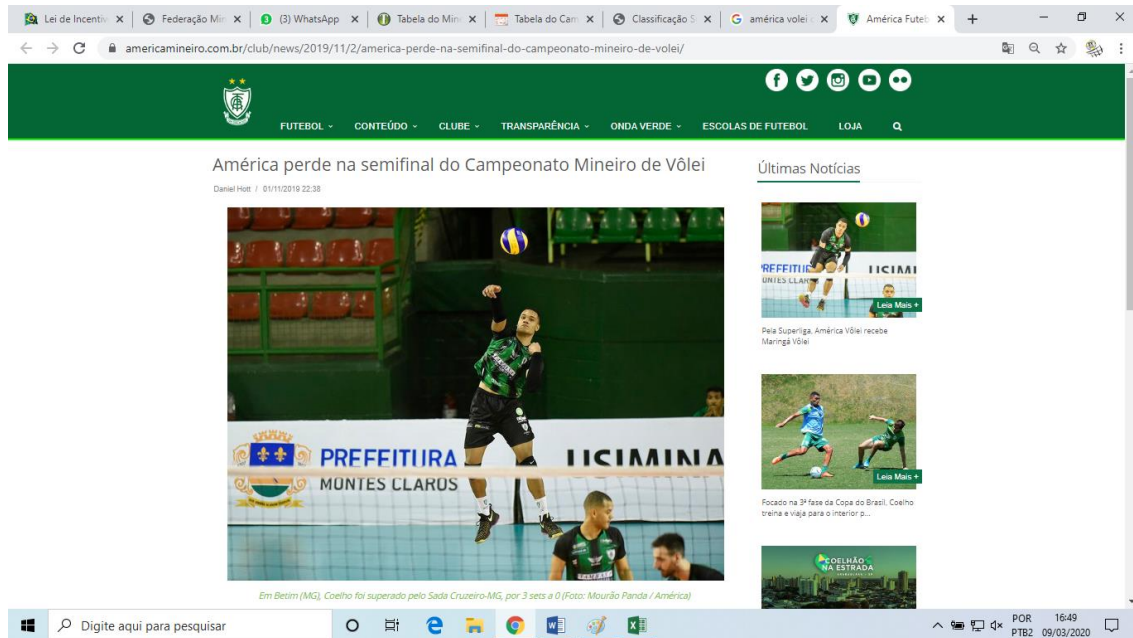 Lei de Incentiv
Federação Min
(3) WhatsApp
Tabela do Min
Tabela do Cam
Classificação S
américa volei
América Futeb
americamineiro.com.br/club/news/2019/11/2/america-perde-na-semifinal-do-campeonato-mineiro-de-volei/
FUTEBOL
CONTEÚDO
CLUBE
TRANSPARÊNCIA
ONDA VERDE
ESCOLAS DE FUTEBOL
LOJA
América perde na semifinal do Campeonato Mineiro de Vôlei
Daniel Hott / 01/11/2019 22:38
PREFEITURA
MONTES CLAROS
USIMINA
Em Betim (MG), Coelho foi superado pelo Sada Cruzeiro-MG, por 3 sets a 0 (Foto: Mourão Panda / América)
Últimas Notícias
Leia Mais +
Pela Superliga, América Vôlei recebe
Maringá Vôlei
Leia Mais +
Focado na 3ª fase da Copa do Brasil, Coelho
treina e viaja para o interior p...
COELHÃO
NA ESTRADA
Digite aqui para pesquisar
POR
PTB2
16:49
09/03/2020